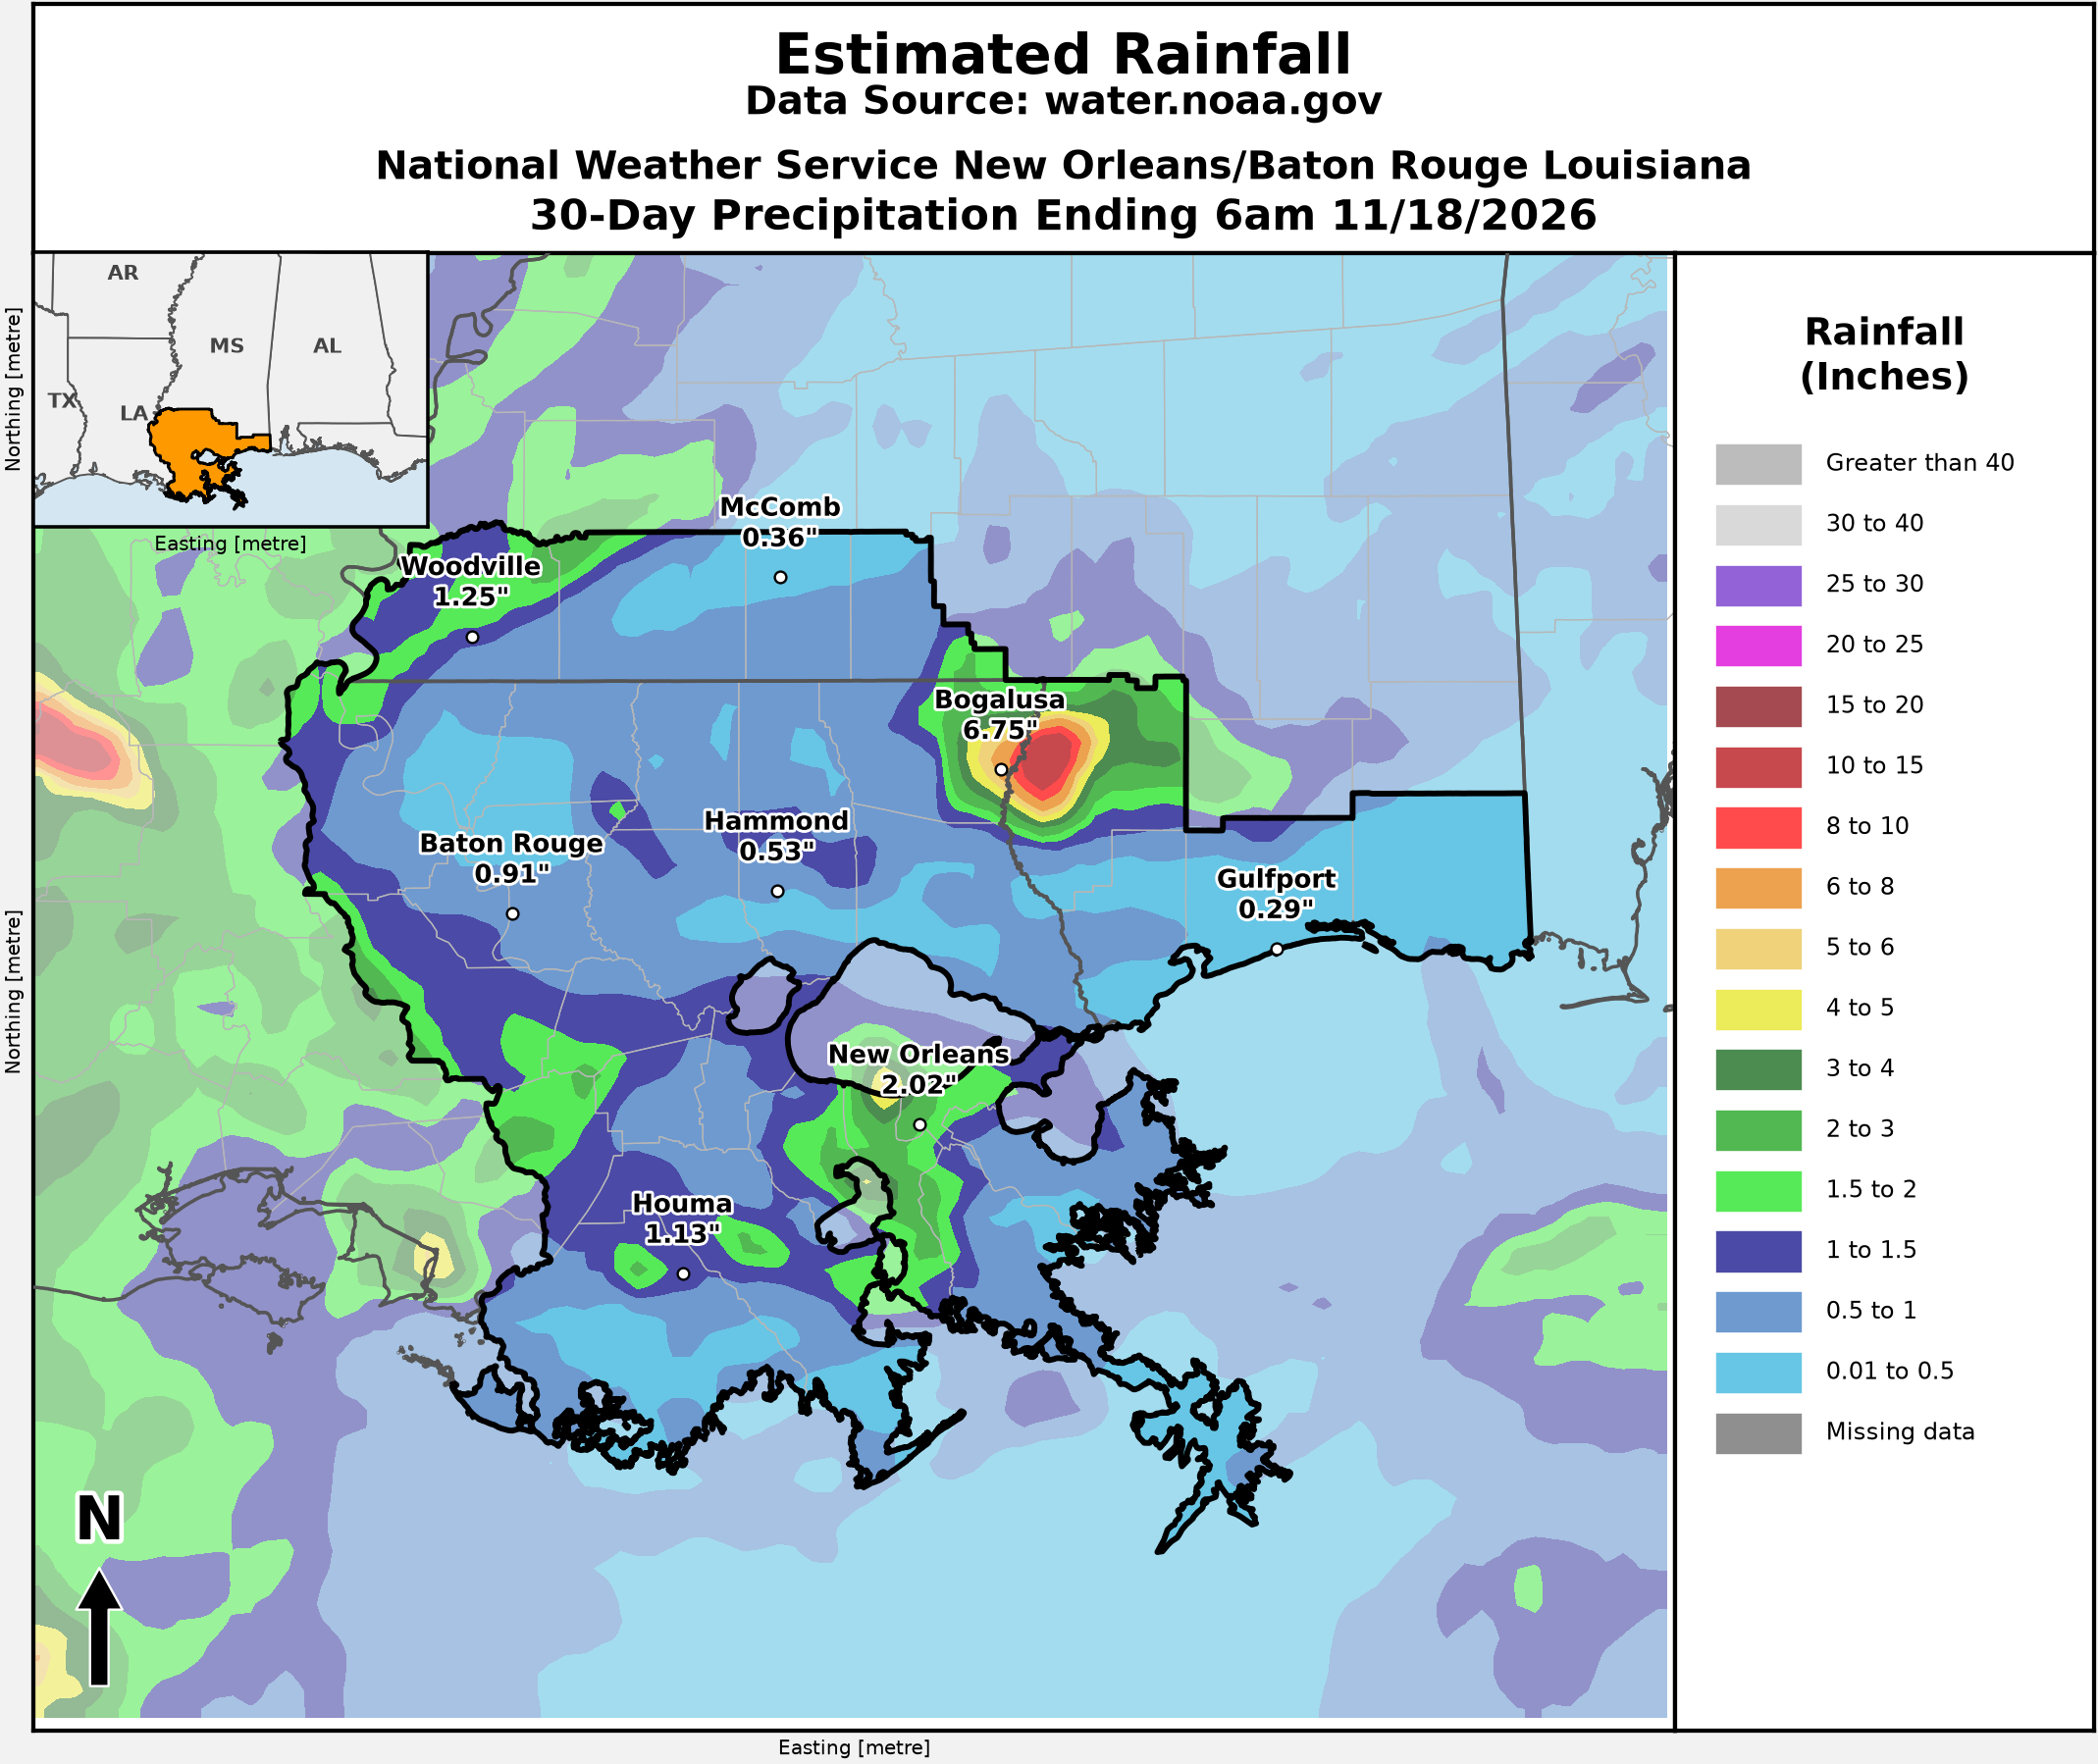 Estimated Rainfall
Data Source: water.noaa.gov
National Weather Service New Orleans/Baton Rouge Louisiana
30-Day Precipitation Ending 6am 11/18/2026
Northing [metre]
AR
MS
AL
TX
LA
Easting [metre]
McComb
0.36"
Woodville
1.25"
Bogalusa
6.75"
Hammond
0.53"
Baton Rouge
0.91"
Gulfport
0.29"
New Orleans
2.02"
Houma
1.13"
N
Northing [metre]
Easting [metre]
Rainfall
(Inches)
Greater than 40
30 to 40
25 to 30
20 to 25
15 to 20
10 to 15
8 to 10
6 to 8
5 to 6
4 to 5
3 to 4
2 to 3
1.5 to 2
1 to 1.5
0.5 to 1
0.01 to 0.5
Missing data